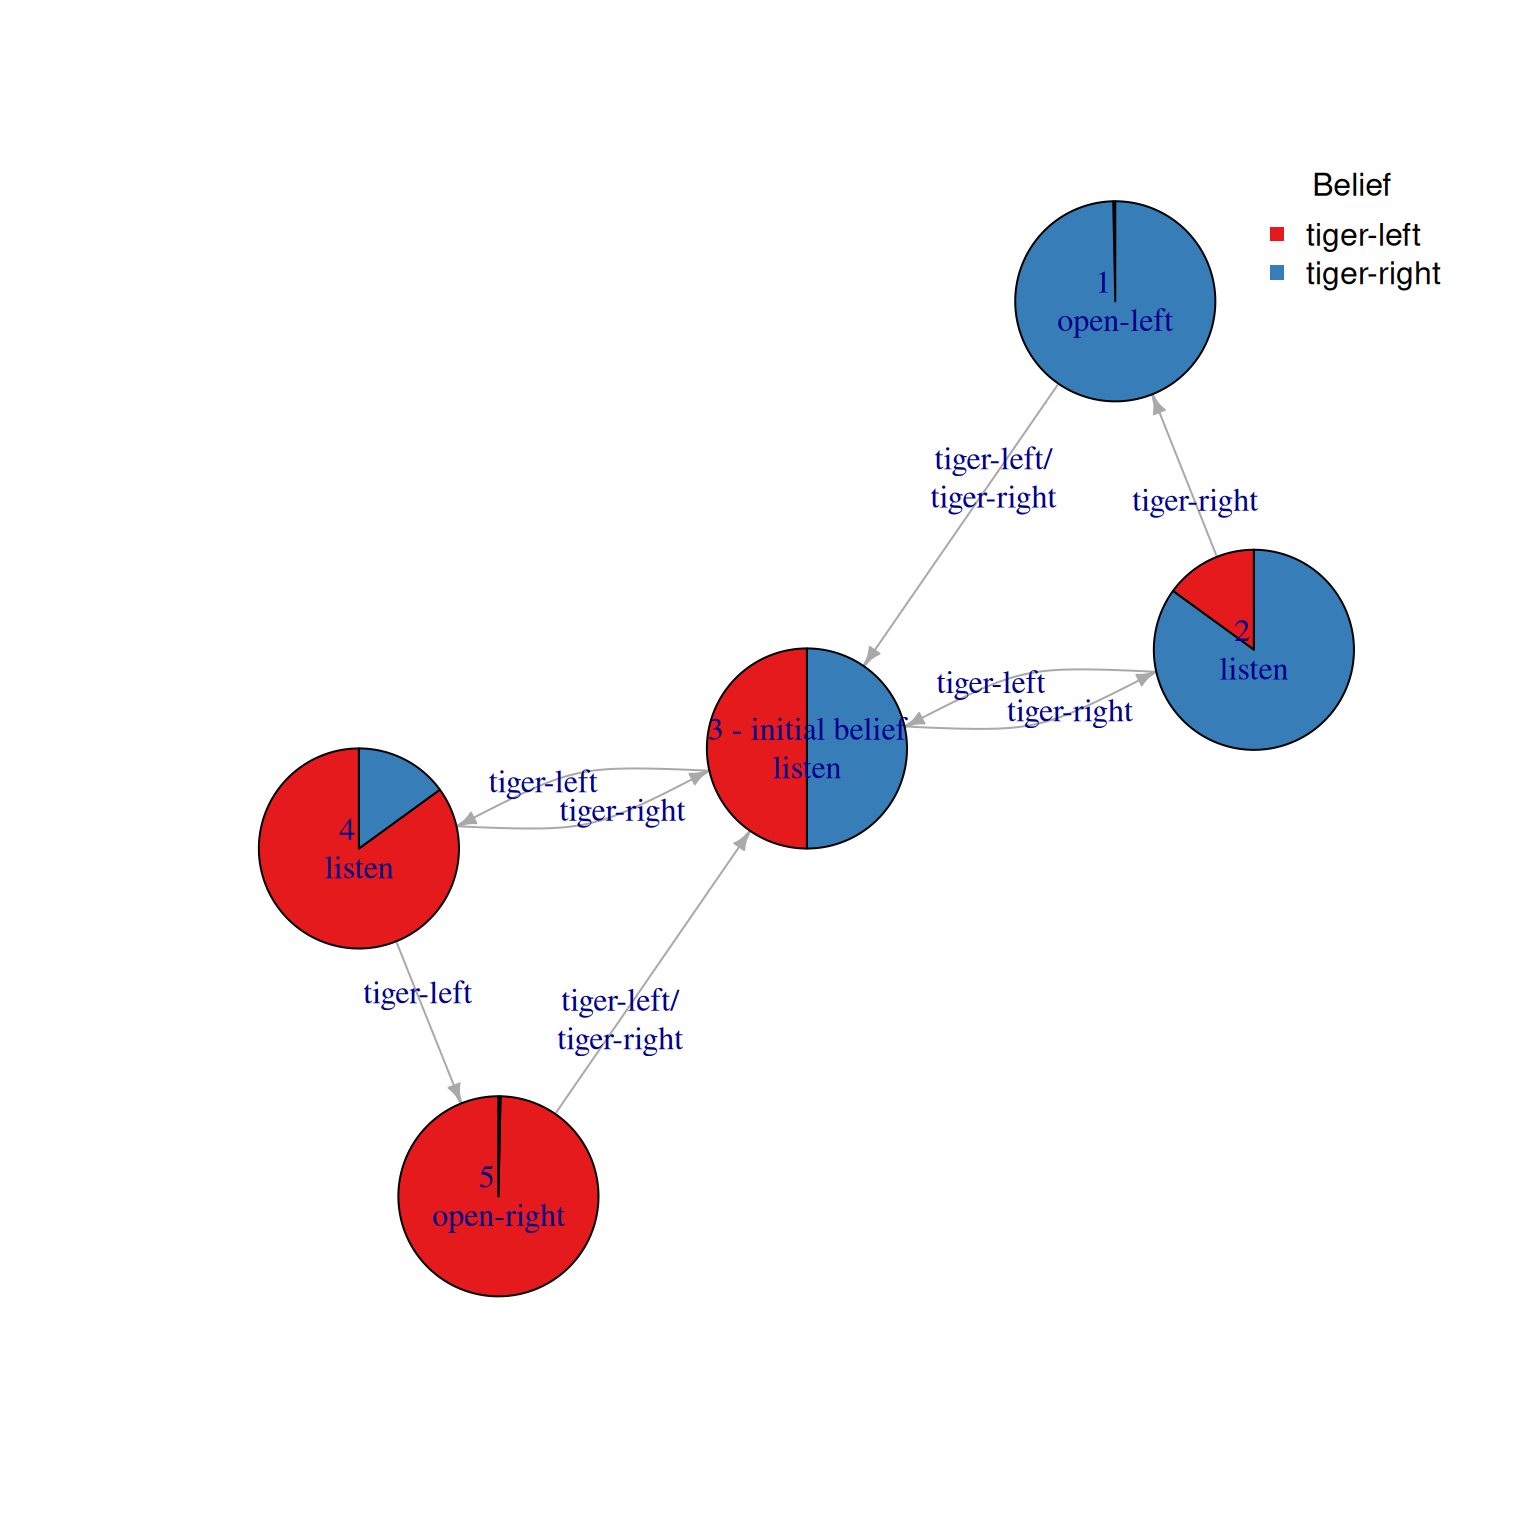 Belief
tiger-left
tiger-right
1
open-left
tiger-left/
tiger-right
tiger-right
2
listen
tiger-left
tiger-right
3 - initial belief
listen
tiger-left
tiger-right
4
listen
tiger-left
tiger-left/
tiger-right
5
open-right